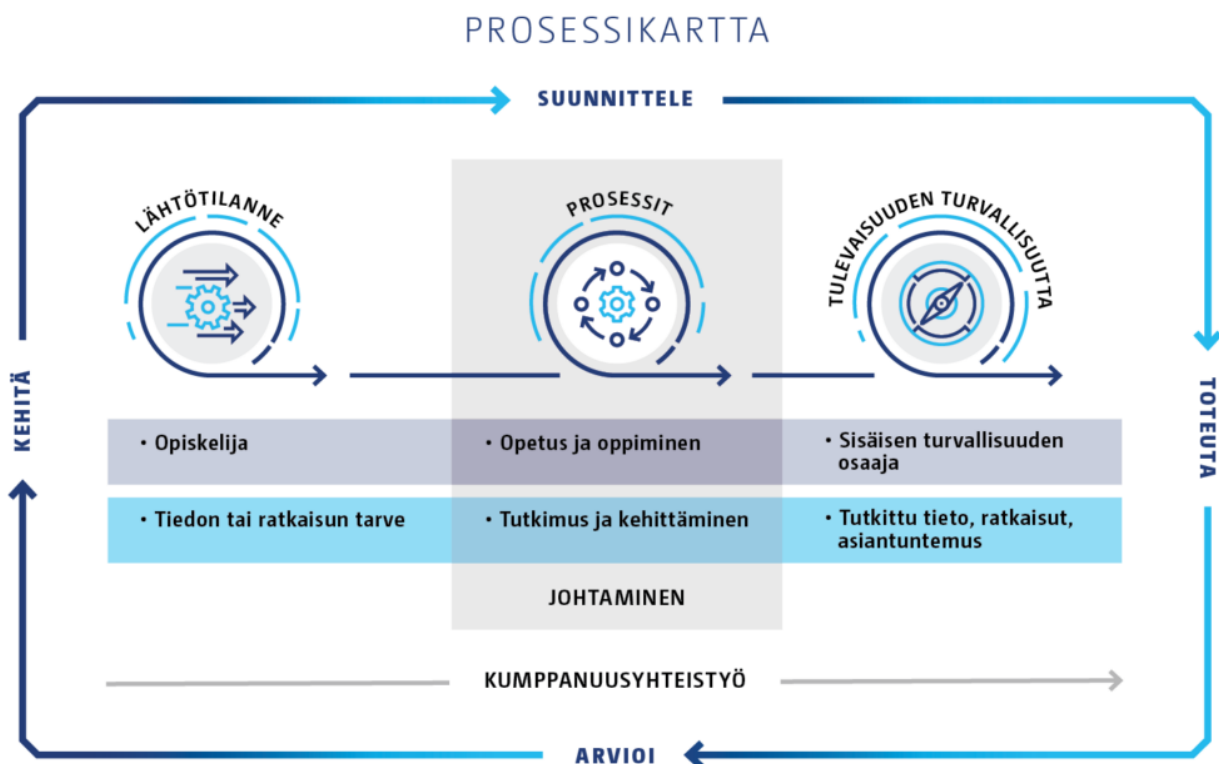 PROSESSIKARTTA
SUUNNITTELE
LÄHTÖTILANNE
PROSESSIT
TULEVAISUUDEN TURVALLISUUTTA
KEHITÄ
TOTEUTA
• Opiskelija
• Opetus ja oppiminen
• Sisäisen turvallisuuden
osaaja
• Tiedon tai ratkaisun tarve
• Tutkimus ja kehittäminen
• Tutkittu tieto, ratkaisut,
asiantuntemus
JOHTAMINEN
KUMPPANUUSYHTEISTYÖ
ARVIOI